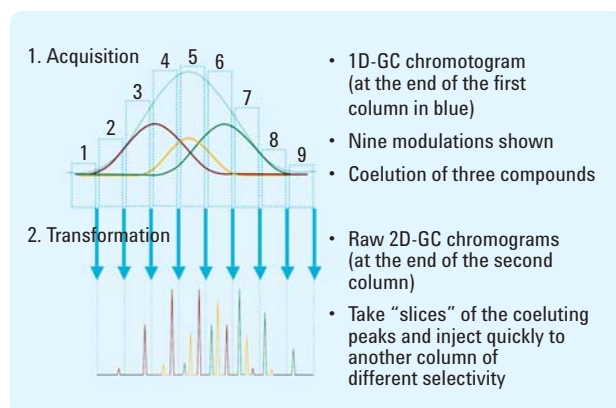 1. Acquisition
1
2
3
4
5
6
7
8
9
• 1D-GC chromotogram
(at the end of the first
column in blue)
• Nine modulations shown
• Coelution of three compounds
2. Transformation
• Raw 2D-GC chromograms
(at the end of the second
column)
• Take “slices” of the coeluting
peaks and inject quickly to
another column of
different selectivity